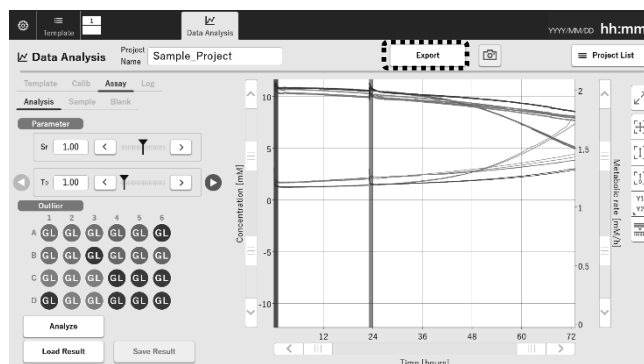 1
Template
Data Analysis
YYYY/MM/DD hh:mm
Data Analysis
Project Name Sample_Project
Export
Project List
Template Calib Assay Log
Analysis Sample Blank
Parameter
Sr 1.00
1.00
Outlier
1 2 3 4 5 6
A GL GL GL GL GL GL
B GL GL GL GL GL GL
C GL GL GL GL GL GL
D GL GL GL GL GL GL
Analyze
Load Result Save Result
Concentration [mM]
10
5
0
-5
-10
12 24 36 48 60 72
Time [hours]
2
1.5
1
0.5
0
Metabolic rate [mM/h]
Y1
Y2